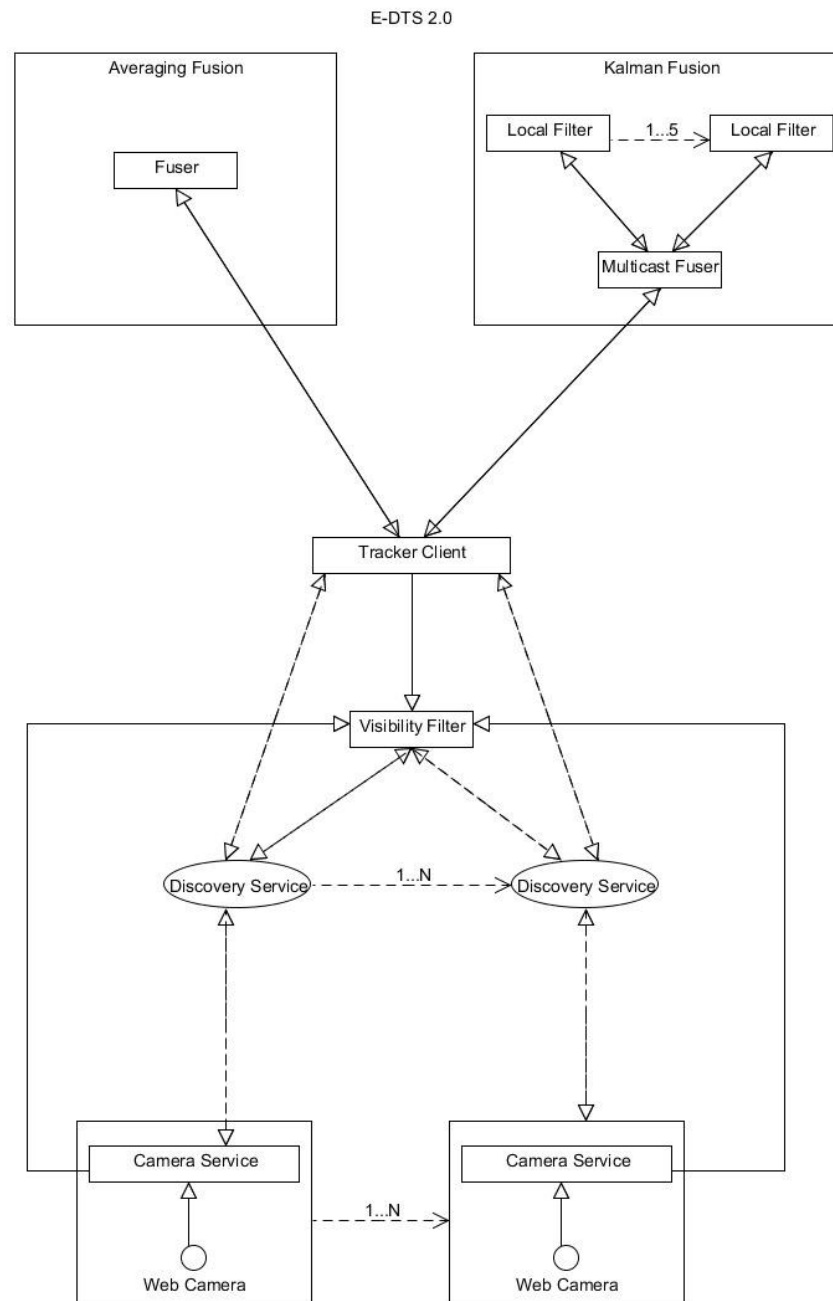 E-DTS 2.0
Averaging Fusion
Kalman Fusion
Local Filter
1...5
Local Filter
Fuser
Multicast Fuser
Tracker Client
Visibility Filter
Discovery Service
1...N
Discovery Service
Camera Service
Camera Service
1...N
Web Camera
Web Camera